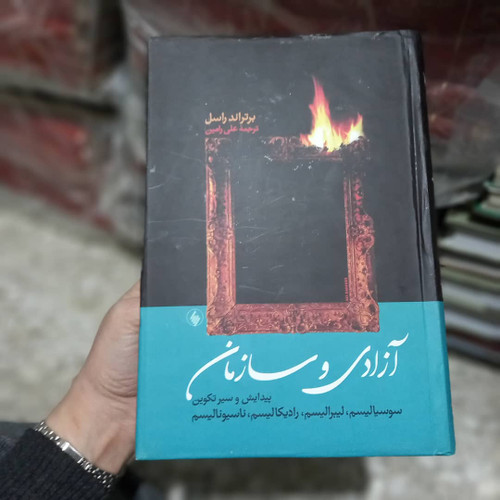 برتراند راسل
ترجمهٔ علی رامین
آزادی و سازمان
پیدایش و سیر تکوین
سوسیالیسم، لیبرالیسم، رادیکالیسم، ناسیونالیسم